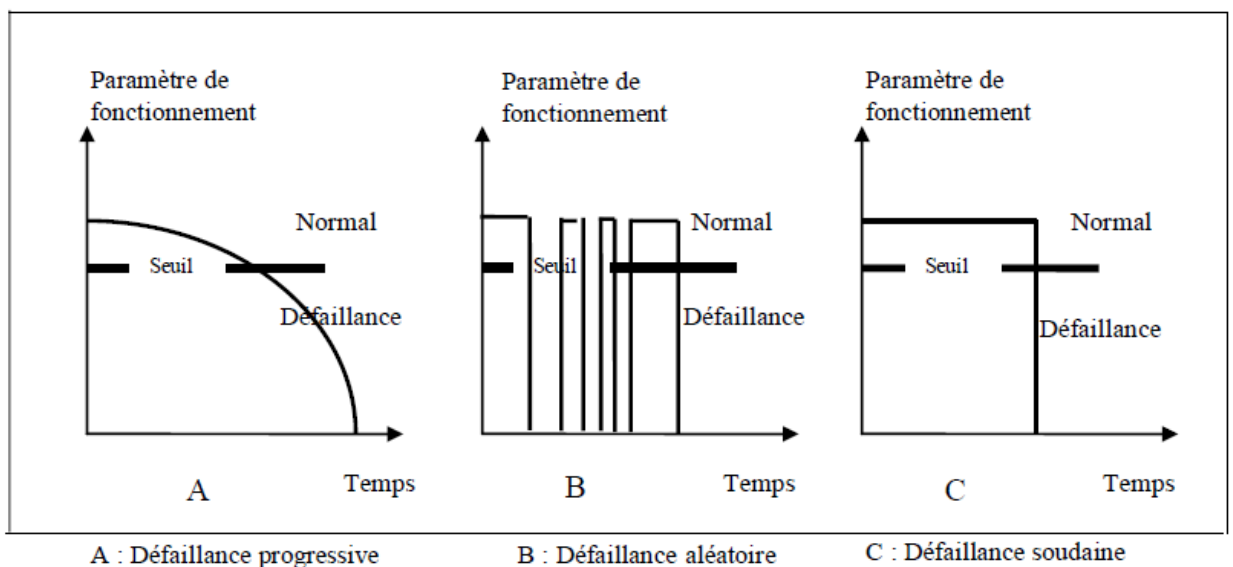 Paramètre de
fonctionnement
Normal
Seuil
Défaillance
A
Temps
Paramètre de
fonctionnement
Normal
Seuil
Défaillance
B
Temps
Paramètre de
fonctionnement
Normal
Seuil
Défaillance
C
Temps
A : Défaillance progressive
B : Défaillance aléatoire
C : Défaillance soudaine